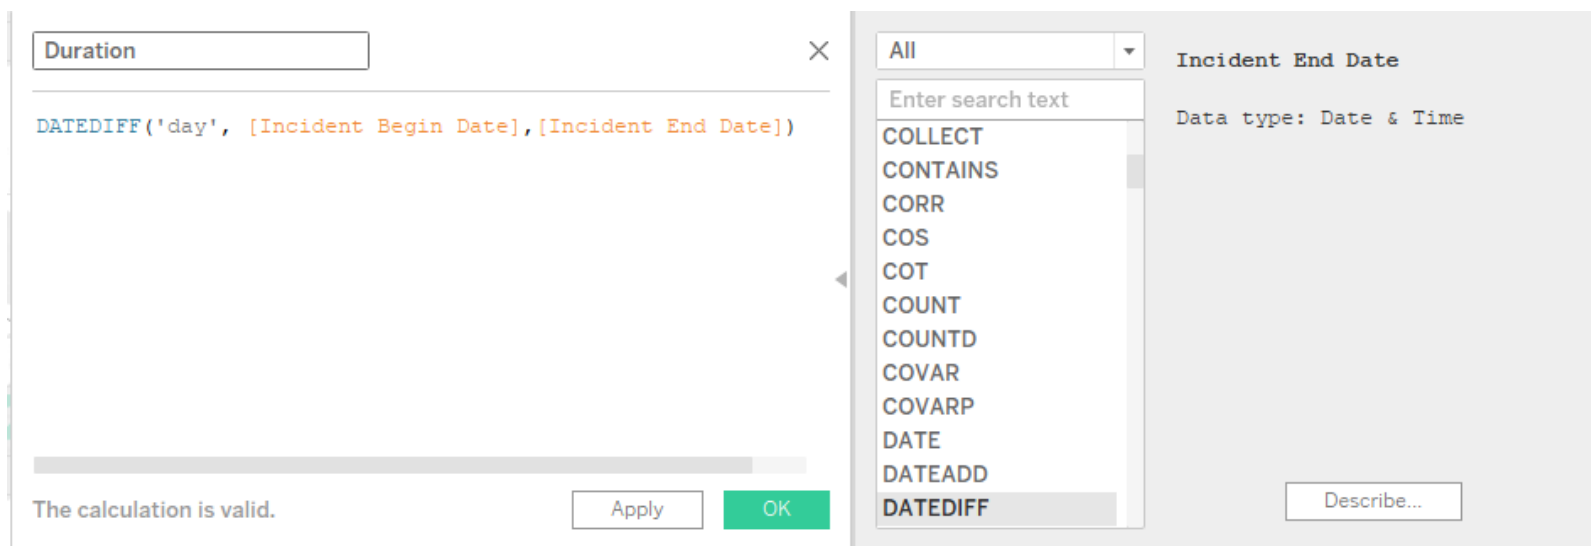 Duration
DATEDIFF('day', [Incident Begin Date],[Incident End Date])
The calculation is valid.
Apply
OK
All
Enter search text
COLLECT
CONTAINS
CORR
COS
COT
COUNT
COUNTD
COVAR
COVARP
DATE
DATEADD
DATEDIFF
Incident End Date
Data type: Date & Time
Describe...